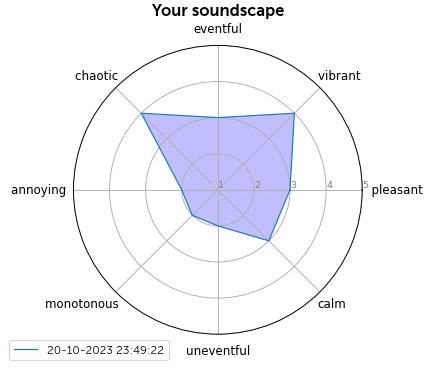 Your soundscape
eventful
chaotic
vibrant
annoying
1 2 3 4 5
pleasant
monotonous
calm
uneventful
20-10-2023 23:49:22